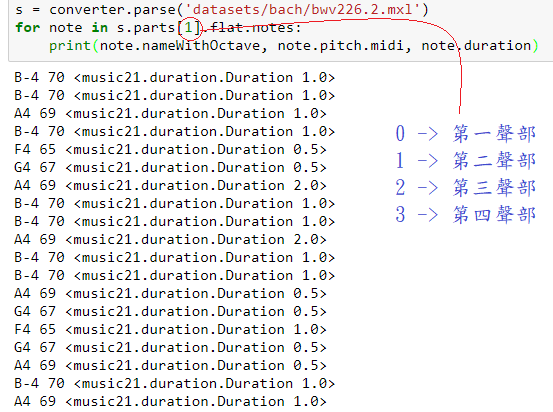 s = converter.parse('datasets/bach/bwv226.2.mxl')
for note in s.parts[1].flat.notes:
    print(note.nameWithOctave, note.pitch.midi, note.duration)
B-4 70 <music21.duration.Duration 1.0>
B-4 70 <music21.duration.Duration 1.0>
A4 69 <music21.duration.Duration 1.0>
B-4 70 <music21.duration.Duration 1.0>
F4 65 <music21.duration.Duration 0.5>
G4 67 <music21.duration.Duration 0.5>
A4 69 <music21.duration.Duration 2.0>
B-4 70 <music21.duration.Duration 1.0>
B-4 70 <music21.duration.Duration 1.0>
A4 69 <music21.duration.Duration 2.0>
B-4 70 <music21.duration.Duration 1.0>
B-4 70 <music21.duration.Duration 1.0>
A4 69 <music21.duration.Duration 0.5>
G4 67 <music21.duration.Duration 0.5>
F4 65 <music21.duration.Duration 1.0>
G4 67 <music21.duration.Duration 0.5>
A4 69 <music21.duration.Duration 0.5>
B-4 70 <music21.duration.Duration 1.0>
A4 69 <music21.duration.Duration 1.0>
0 -> 第一聲部
1 -> 第二聲部
2 -> 第三聲部
3 -> 第四聲部